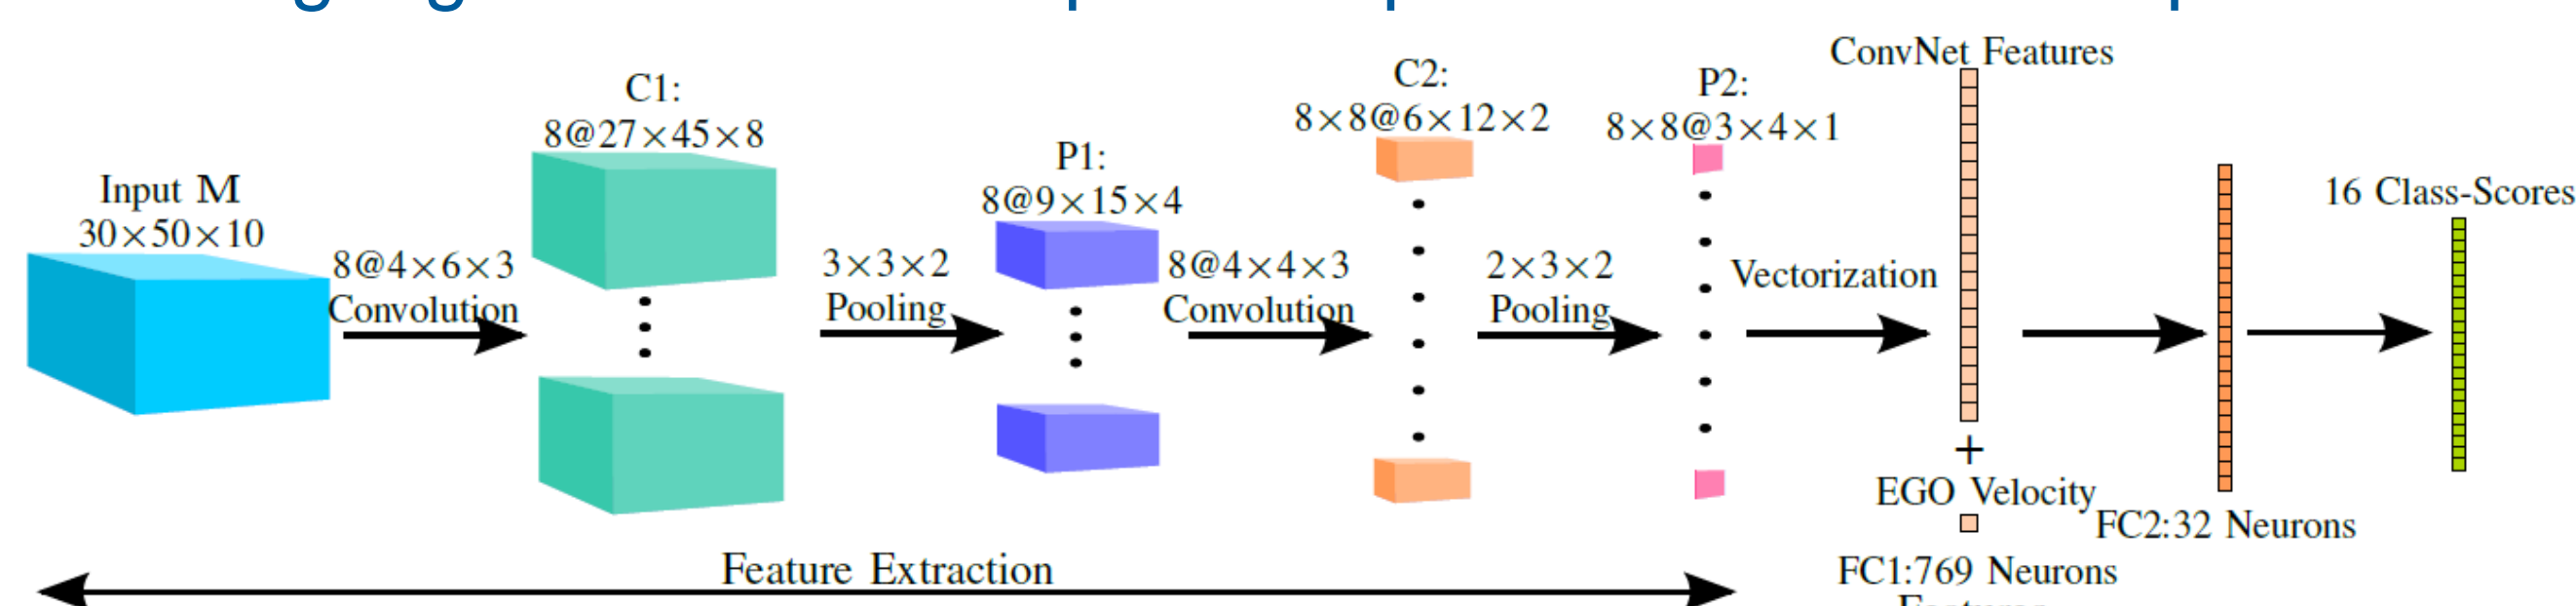 Input M
30×50×10
8@4×6×3
Convolution
C1:
8@27×45×8
3×3×2
Pooling
P1:
8@9×15×4
8@4×4×3
Convolution
C2:
8×8@6×12×2
2×3×2
Pooling
P2:
8×8@3×4×1
Vectorization
ConvNet Features
+
EGO Velocity
FC1:769 Neurons
FC2:32 Neurons
16 Class-Scores
Feature Extraction